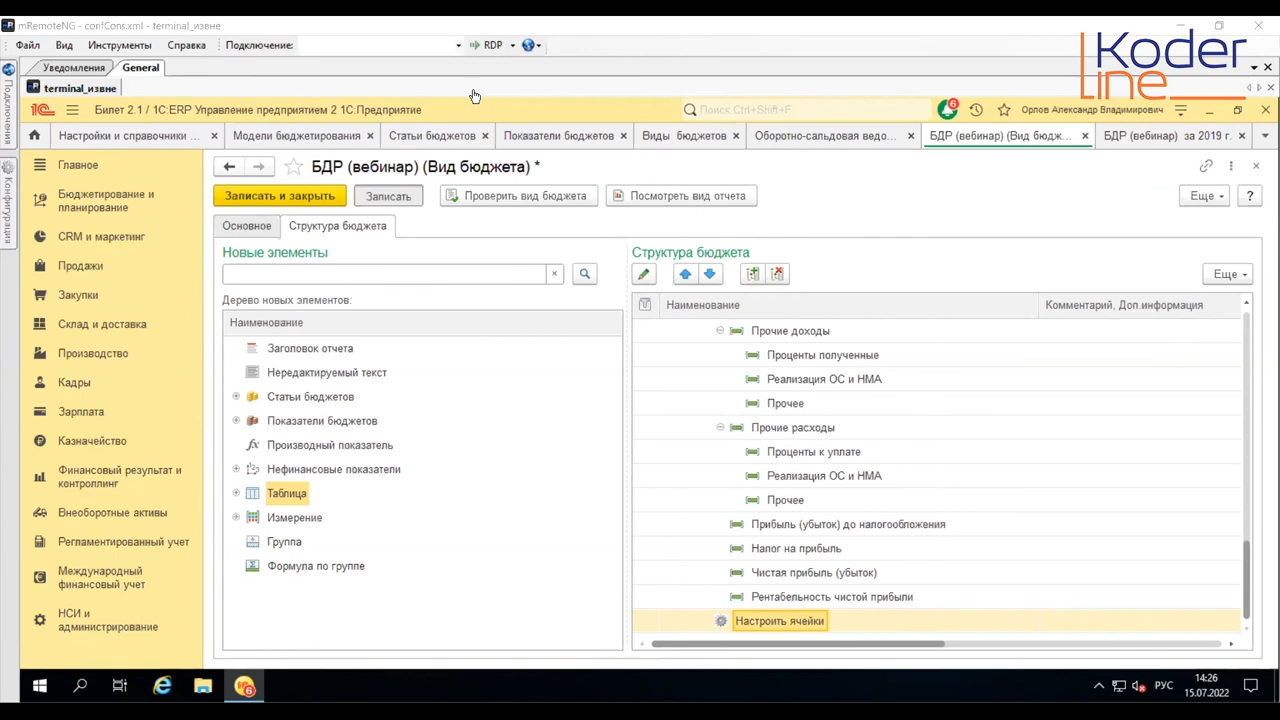 mRemoteNG - confCons.xml - terminal_извне
Файл Вид Инструменты Справка Подключение: RDP
Koder
line
Уведомления General
terminal_извне
Подключения
Конфигурация
1С Билет 2.1 / 1С:ERP Управление предприятием 2 1С:Предприятие Поиск Ctrl+Shift+F 6 Орлов Александр Владимирович
Настройки и справочники ... Модели бюджетирования Статьи бюджетов Показатели бюджетов Виды бюджетов Оборотно-сальдовая ведо... БДР (вебинар) (Вид бюдж... БДР (вебинар) за 2019 г.
Главное
Бюджетирование и
планирование
CRM и маркетинг
Продажи
Закупки
Склад и доставка
Производство
Кадры
Зарплата
Казначейство
Финансовый результат и
контроллинг
Внеоборотные активы
Регламентированный учет
Международный
финансовый учет
НСИ и
администрирование
БДР (вебинар) (Вид бюджета) *
Записать и закрыть Записать Проверить вид бюджета Посмотреть вид отчета Еще ?
Основное Структура бюджета
Новые элементы
Дерево новых элементов:
Наименование
Заголовок отчета
Нередактируемый текст
Статьи бюджетов
Показатели бюджетов
fx Производный показатель
Нефинансовые показатели
Таблица
Измерение
Группа
Формула по группе
Структура бюджета
Еще
Наименование Комментарий, Доп.информация
Прочие доходы
Проценты полученные
Реализация ОС и НМА
Прочее
Прочие расходы
Проценты к уплате
Реализация ОС и НМА
Прочее
Прибыль (убыток) до налогообложения
Налог на прибыль
Чистая прибыль (убыток)
Рентабельность чистой прибыли
Настроить ячейки
6 РУС 14:26
15.07.2022